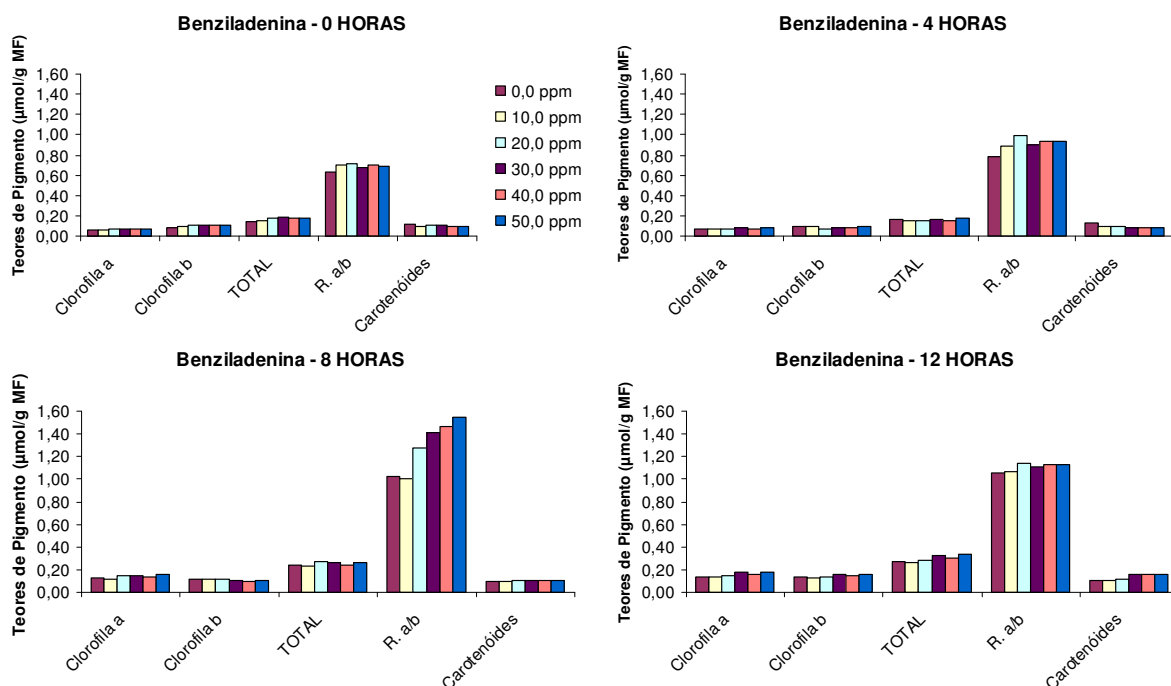 Benziladenina - 0 HORAS
Teores de Pigmento (µmol/g MF)
1,60
1,40
1,20
1,00
0,80
0,60
0,40
0,20
0,00
Clorofila a
Clorofila b
TOTAL
R. a/b
Carotenóides
0,0 ppm
10,0 ppm
20,0 ppm
30,0 ppm
40,0 ppm
50,0 ppm
Benziladenina - 4 HORAS
Teores de Pigmento (µmol/g MF)
1,60
1,40
1,20
1,00
0,80
0,60
0,40
0,20
0,00
Clorofila a
Clorofila b
TOTAL
R. a/b
Carotenóides
Benziladenina - 8 HORAS
Teores de Pigmento (µmol/g MF)
1,60
1,40
1,20
1,00
0,80
0,60
0,40
0,20
0,00
Clorofila a
Clorofila b
TOTAL
R. a/b
Carotenóides
Benziladenina - 12 HORAS
Teores de Pigmento (µmol/g MF)
1,60
1,40
1,20
1,00
0,80
0,60
0,40
0,20
0,00
Clorofila a
Clorofila b
TOTAL
R. a/b
Carotenóides